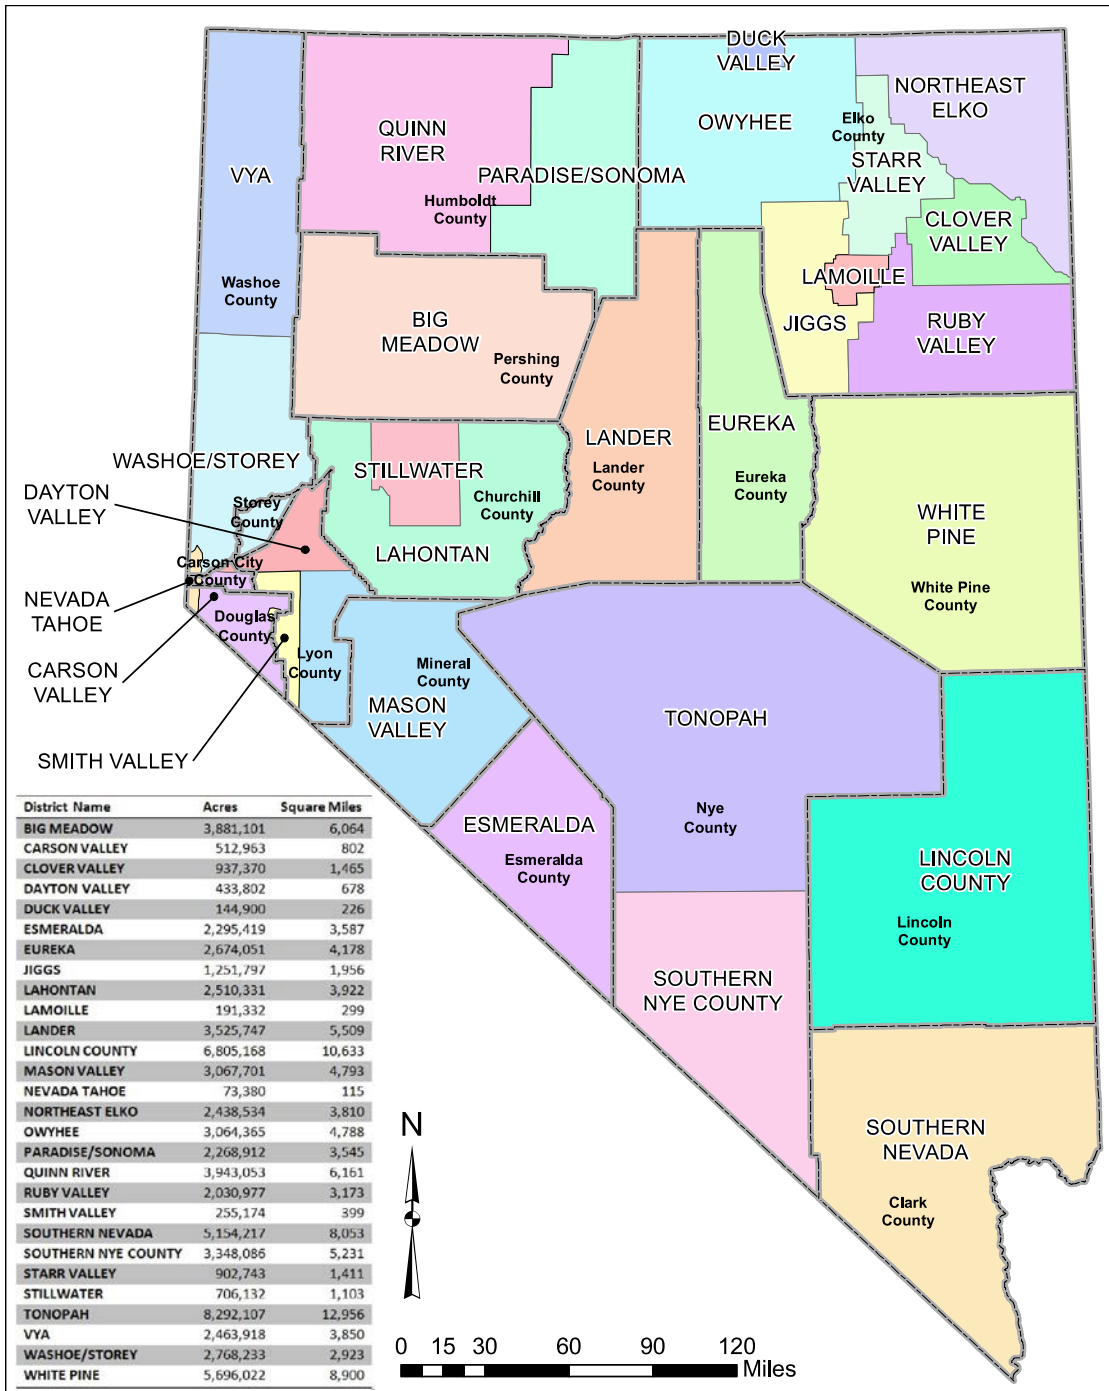 DUCK
VALLEY
NORTHEAST
ELKO
QUINN
RIVER
OWYHEE
Elko
County
STARR
VALLEY
VYA
PARADISE/SONOMA
Humboldt
County
CLOVER
VALLEY
Washoe
County
LAMOILLE
BIG
MEADOW
JIGGS
RUBY
VALLEY
Pershing
County
EUREKA
LANDER
WASHOE/STOREY
STILLWATER
Lander
County
Eureka
County
DAYTON
VALLEY
Storey
County
Churchill
County
WHITE
PINE
LAHONTAN
Carson City
County
NEVADA
TAHOE
White Pine
County
Douglas
County
CARSON
VALLEY
Lyon
County
Mineral
County
MASON
VALLEY
TONOPAH
SMITH VALLEY
Nye
County
ESMERALDA
Esmeralda
County
LINCOLN
COUNTY
Lincoln
County
SOUTHERN
NYE COUNTY
SOUTHERN
NEVADA
Clark
County
District Name Acres Square Miles
BIG MEADOW 3,881,101 6,064
CARSON VALLEY 512,963 802
CLOVER VALLEY 937,370 1,465
DAYTON VALLEY 433,802 678
DUCK VALLEY 144,900 226
ESMERALDA 2,295,419 3,587
EUREKA 2,674,051 4,178
JIGGS 1,251,797 1,956
LAHONTAN 2,510,331 3,922
LAMOILLE 191,332 299
LANDER 3,525,747 5,509
LINCOLN COUNTY 6,805,168 10,633
MASON VALLEY 3,067,701 4,793
NEVADA TAHOE 73,380 115
NORTHEAST ELKO 2,438,534 3,810
OWYHEE 3,064,365 4,788
PARADISE/SONOMA 2,268,912 3,545
QUINN RIVER 3,943,053 6,161
RUBY VALLEY 2,030,977 3,173
SMITH VALLEY 255,174 399
SOUTHERN NEVADA 5,154,217 8,053
SOUTHERN NYE COUNTY 3,348,086 5,231
STARR VALLEY 902,743 1,411
STILLWATER 706,132 1,103
TONOPAH 8,292,107 12,956
VYA 2,463,918 3,850
WASHOE/STOREY 2,768,233 2,923
WHITE PINE 5,696,022 8,900
N
0 15 30 60 90 120
Miles